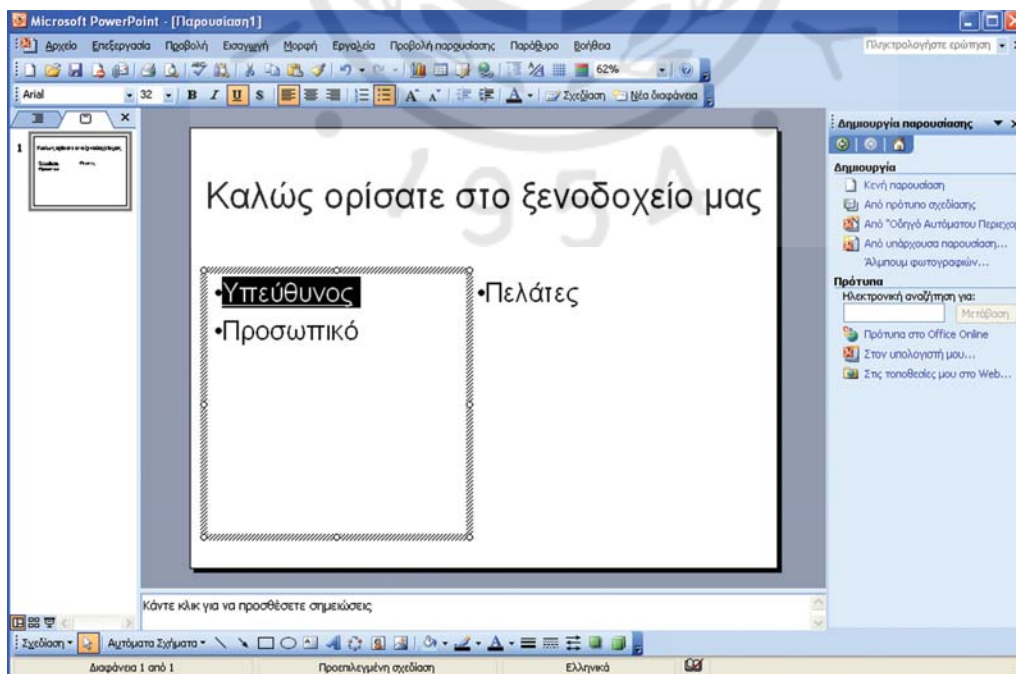 Microsoft PowerPoint - [Παρουσίαση1]
Αρχείο Επεξεργασία Προβολή Εισαγωγή Μορφή Εργαλεία Προβολή παρουσίασης Παράθυρο Βοήθεια Πληκτρολογήστε ερώτηση
62%
Arial 32 B I U S A A A Σχεδίαση Νέα διαφάνεια
Δημιουργία παρουσίασης
1
Δημιουργία
Κενή παρουσίαση
Από πρότυπο σχεδίασης
Από "Οδηγό Αυτόματου Περιεχο
Από υπάρχουσα παρουσίαση...
Άλμπουμ φωτογραφιών...
Πρότυπα
Ηλεκτρονική αναζήτηση για:
Μετάβαση
Πρότυπα στο Office Online
Στον υπολογιστή μου...
Στις τοποθεσίες μου στο Web...
Καλώς ορίσατε στο ξενοδοχείο μας
•Υπεύθυνος
•Προσωπικό
•Πελάτες
1954
Κάντε κλικ για να προσθέσετε σημειώσεις
Σχεδίαση Αυτόματα Σχήματα
Διαφάνεια 1 από 1 Προεπιλεγμένη σχεδίαση Ελληνικά